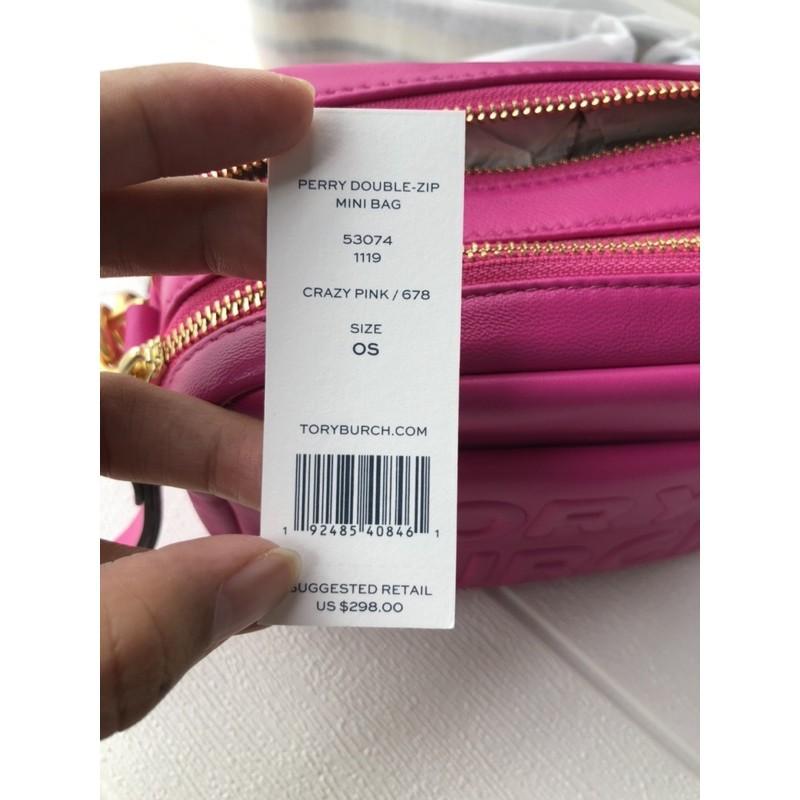 PERRY DOUBLE-ZIP
MINI BAG
53074
1119
CRAZY PINK / 678
SIZE
OS
TORYBURCH.COM
1 92485 40846 1
SUGGESTED RETAIL
US $298.00